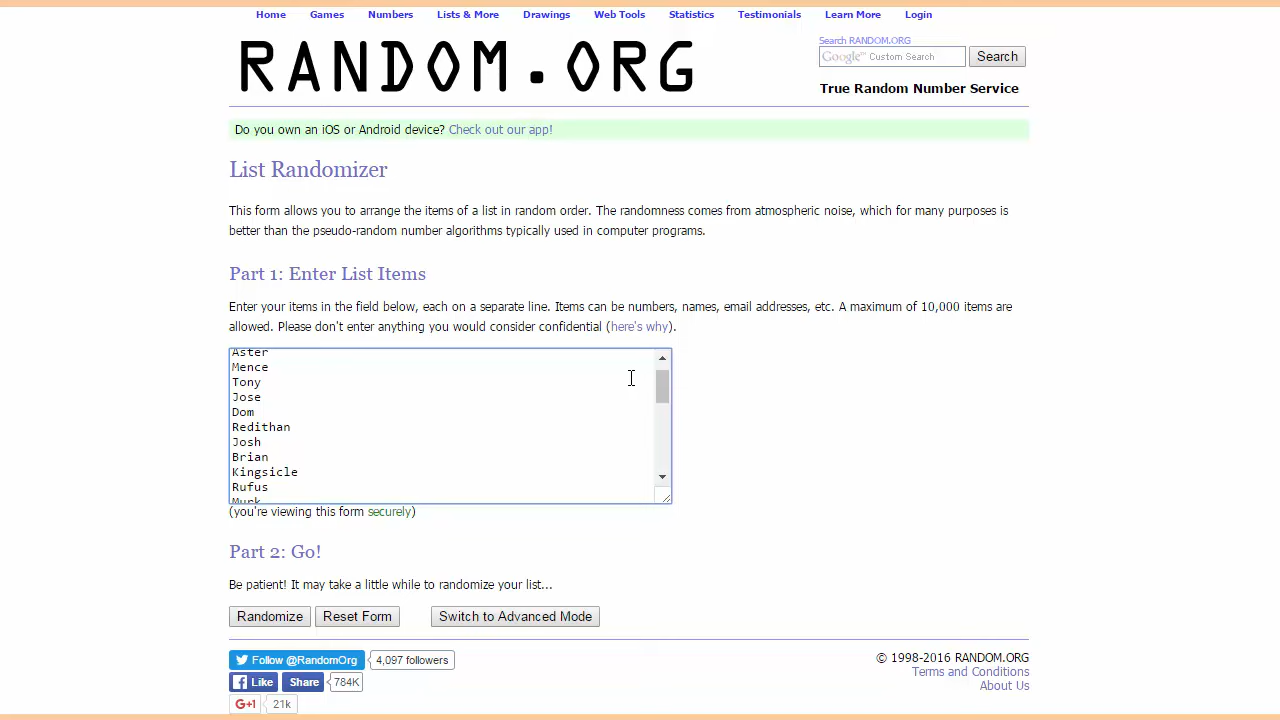 Home Games Numbers Lists & More Drawings Web Tools Statistics Testimonials Learn More Login
RANDOM.ORG
Search RANDOM.ORG
Google™ Custom Search Search
True Random Number Service
Do you own an iOS or Android device? Check out our app!
List Randomizer
This form allows you to arrange the items of a list in random order. The randomness comes from atmospheric noise, which for many purposes is
better than the pseudo-random number algorithms typically used in computer programs.
Part 1: Enter List Items
Enter your items in the field below, each on a separate line. Items can be numbers, names, email addresses, etc. A maximum of 10,000 items are
allowed. Please don't enter anything you would consider confidential (here's why).
Aster
Mence
Tony
Jose
Dom
Redithan
Josh
Brian
Kingsicle
Rufus
Murk
(you're viewing this form securely)
Part 2: Go!
Be patient! It may take a little while to randomize your list...
Randomize Reset Form Switch to Advanced Mode
Follow @RandomOrg 4,097 followers
Like Share 784K
G+1 21k
© 1998-2016 RANDOM.ORG
Terms and Conditions
About Us